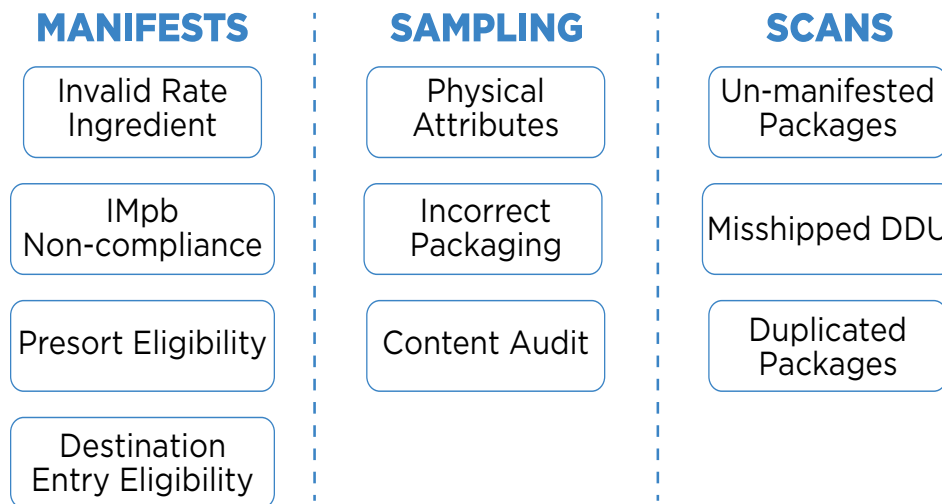 MANIFESTS
Invalid Rate
Ingredient
IMpb
Non-compliance
Presort Eligibility
Destination
Entry Eligibility
SAMPLING
Physical
Attributes
Incorrect
Packaging
Content Audit
SCANS
Un-manifested
Packages
Misshipped DDU
Duplicated
Packages